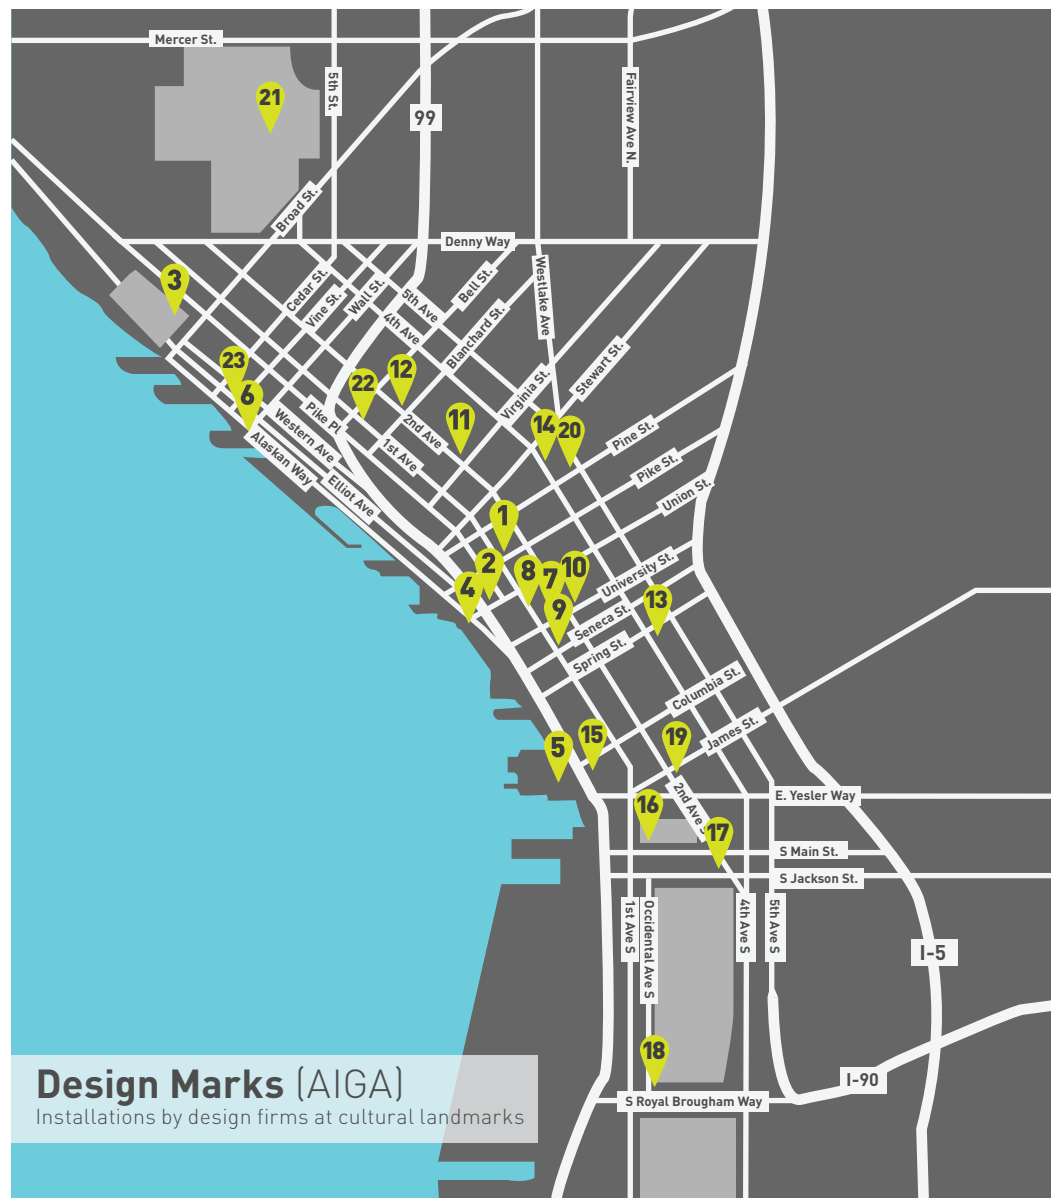 Mercer St.
21
5th St.
99
Fairview Ave N.
Broad St.
Denny Way
3
Cedar St.
Vine St.
Wall St.
5th Ave
4th Ave
Bell St.
Blanchard St.
Westlake Ave
Stewart St.
Virginia St.
23
6
22
12
11
14
20
Pike Pl
2nd Ave
1st Ave
Western Ave
Alaskan Way
Elliot Ave
Pine St.
Pike St.
Union St.
1
2
4
8
7
10
9
University St.
Seneca St.
Spring St.
13
Columbia St.
James St.
5
15
19
2nd Ave S
16
17
E. Yesler Way
S Main St.
S Jackson St.
1st Ave S
Occidental Ave S
4th Ave S
5th Ave S
I-5
18
I-90
S Royal Brougham Way
Design Marks (AIGA)
Installations by design firms at cultural landmarks